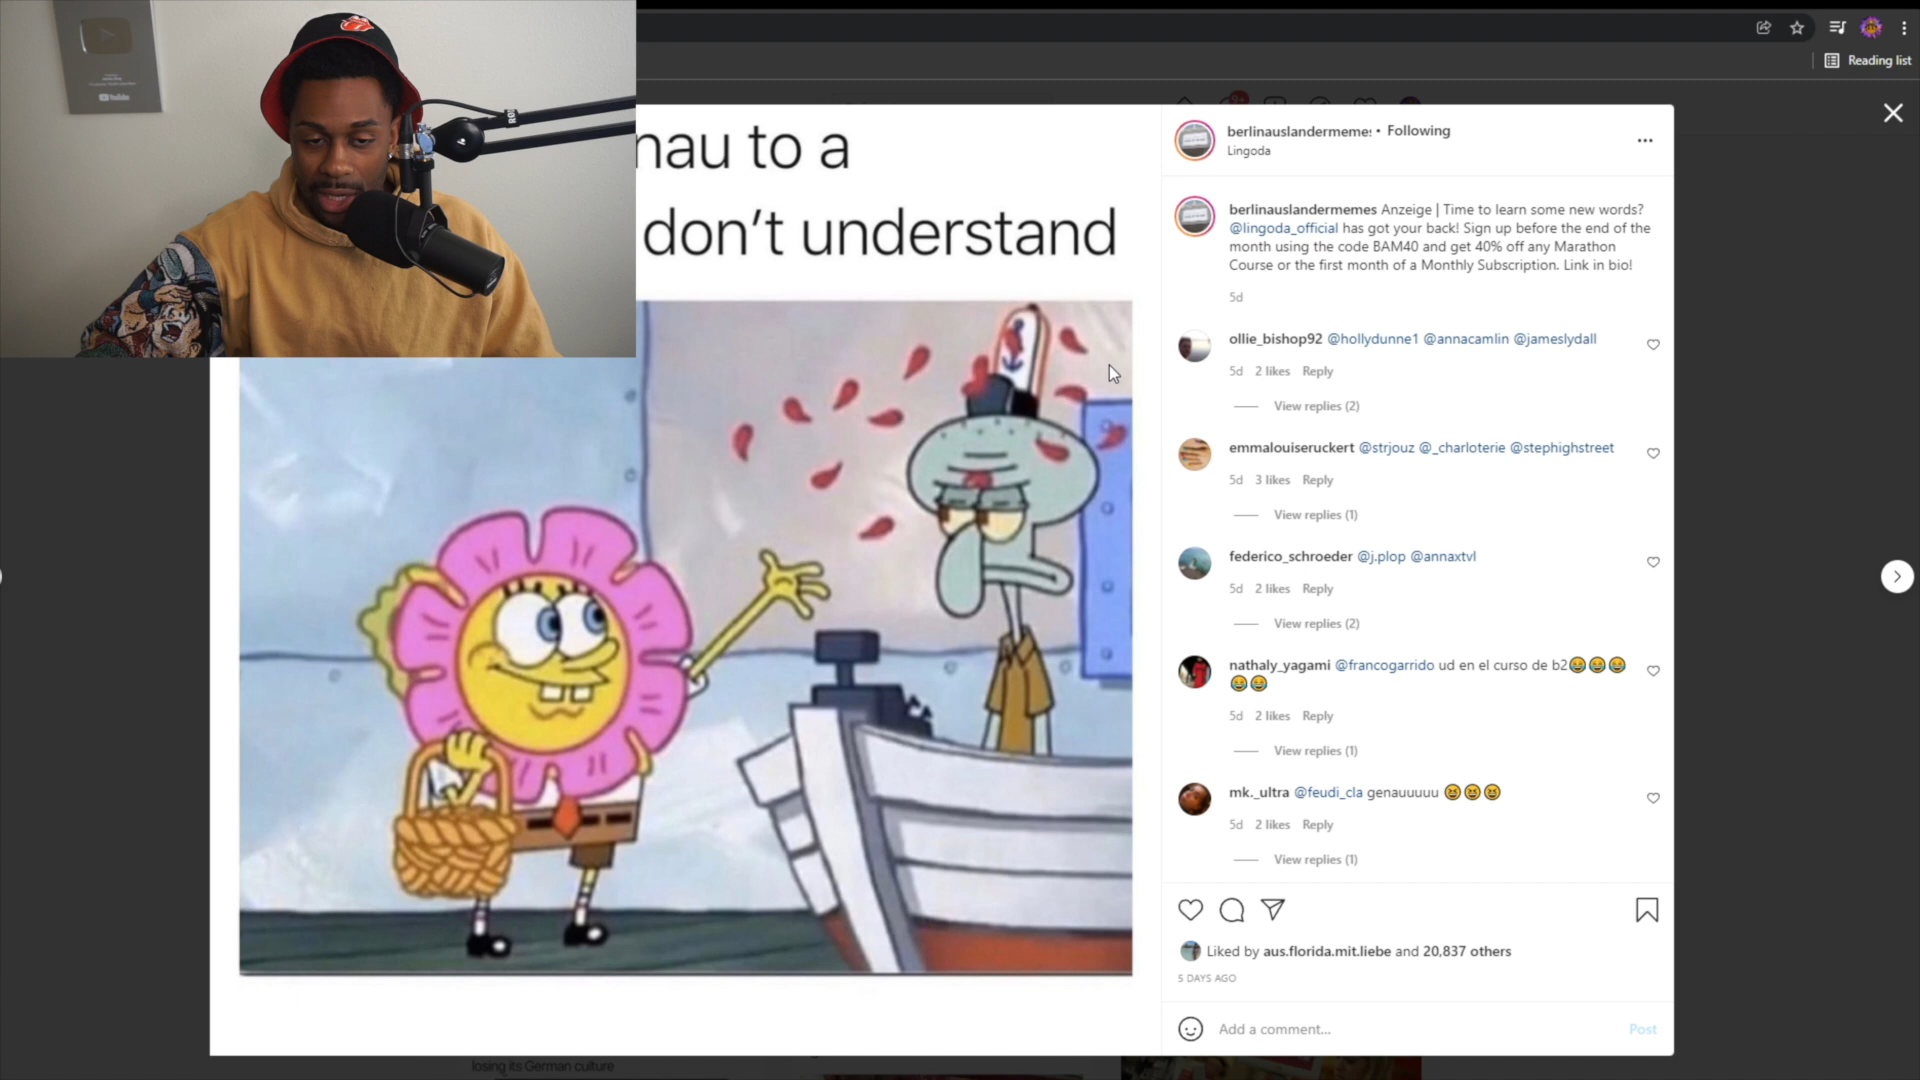 YouTube
Reading list
nau to a
don't understand
berlinauslandermeme: • Following
Lingoda
berlinauslandermemes Anzeige | Time to learn some new words?
@lingoda_official has got your back! Sign up before the end of the
month using the code BAM40 and get 40% off any Marathon
Course or the first month of a Monthly Subscription. Link in bio!
5d
ollie_bishop92 @hollydunne1 @annacamlin @jameslydall
5d 2 likes Reply
View replies (2)
emmalouiseruckert @strjouz @_charloterie @stephighstreet
5d 3 likes Reply
View replies (1)
federico_schroeder @j.plop @annaxtvl
5d 2 likes Reply
View replies (2)
nathaly_yagami @francogarrido ud en el curso de b2😂😂😂
😂😂
5d 2 likes Reply
View replies (1)
mk._ultra @feudi_cla genauuuuu 😆😆😆
5d 2 likes Reply
View replies (1)
Liked by aus.florida.mit.liebe and 20,837 others
5 DAYS AGO
Add a comment...
Post
losing its German culture